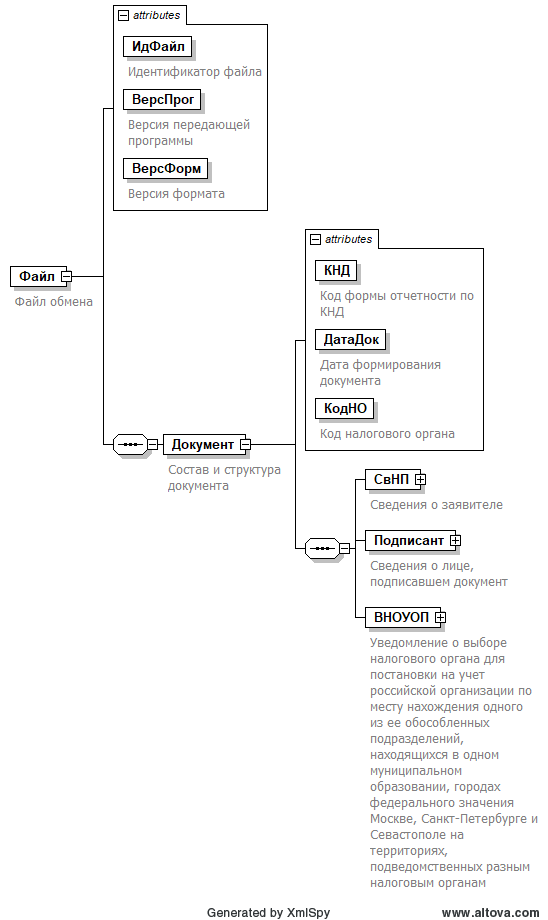 attributes
ИдФайл
Идентификатор файла
ВерсПрог
Версия передающей
программы
ВерсФорм
Версия формата
Файл
Файл обмена
attributes
КНД
Код формы отчетности по
КНД
ДатаДок
Дата формирования
документа
КодНО
Код налогового органа
Документ
Состав и структура
документа
СвНП
Сведения о заявителе
Подписант
Сведения о лице,
подписавшем документ
ВНОУОП
Уведомление о выборе
налогового органа для
постановки на учет
российской организации по
месту нахождения одного
из ее обособленных
подразделений,
находящихся в одном
муниципальном
образовании, городах
федерального значения
Москве, Санкт-Петербурге и
Севастополе на
территориях,
подведомственных разным
налоговым органам
Generated by XmlSpy
www.altova.com